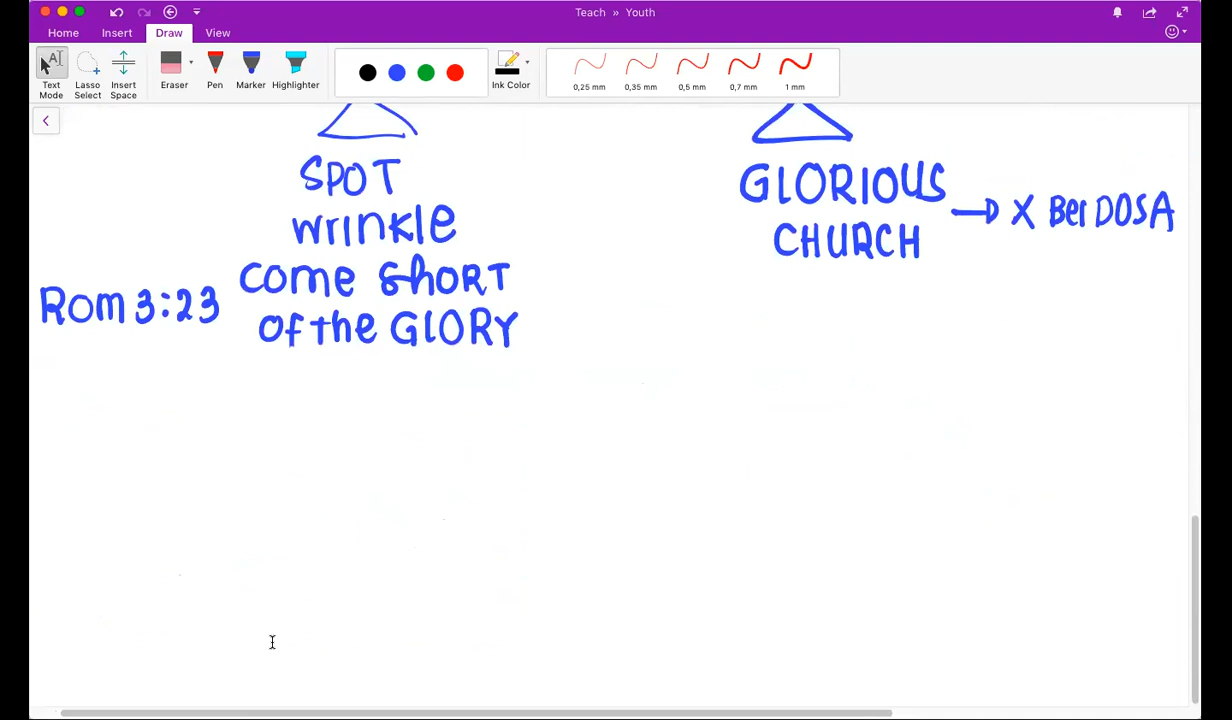 Teach » Youth
Home Insert Draw View
Text Mode
Lasso Select
Insert Space
Eraser
Pen
Marker
Highlighter
Ink Color
0,25 mm
0,35 mm
0,5 mm
0,7 mm
1 mm
SPOT
wrinkle
Rom 3:23 come short
of the GLORY
GLORIOUS
CHURCH
→ X Ber DOSA